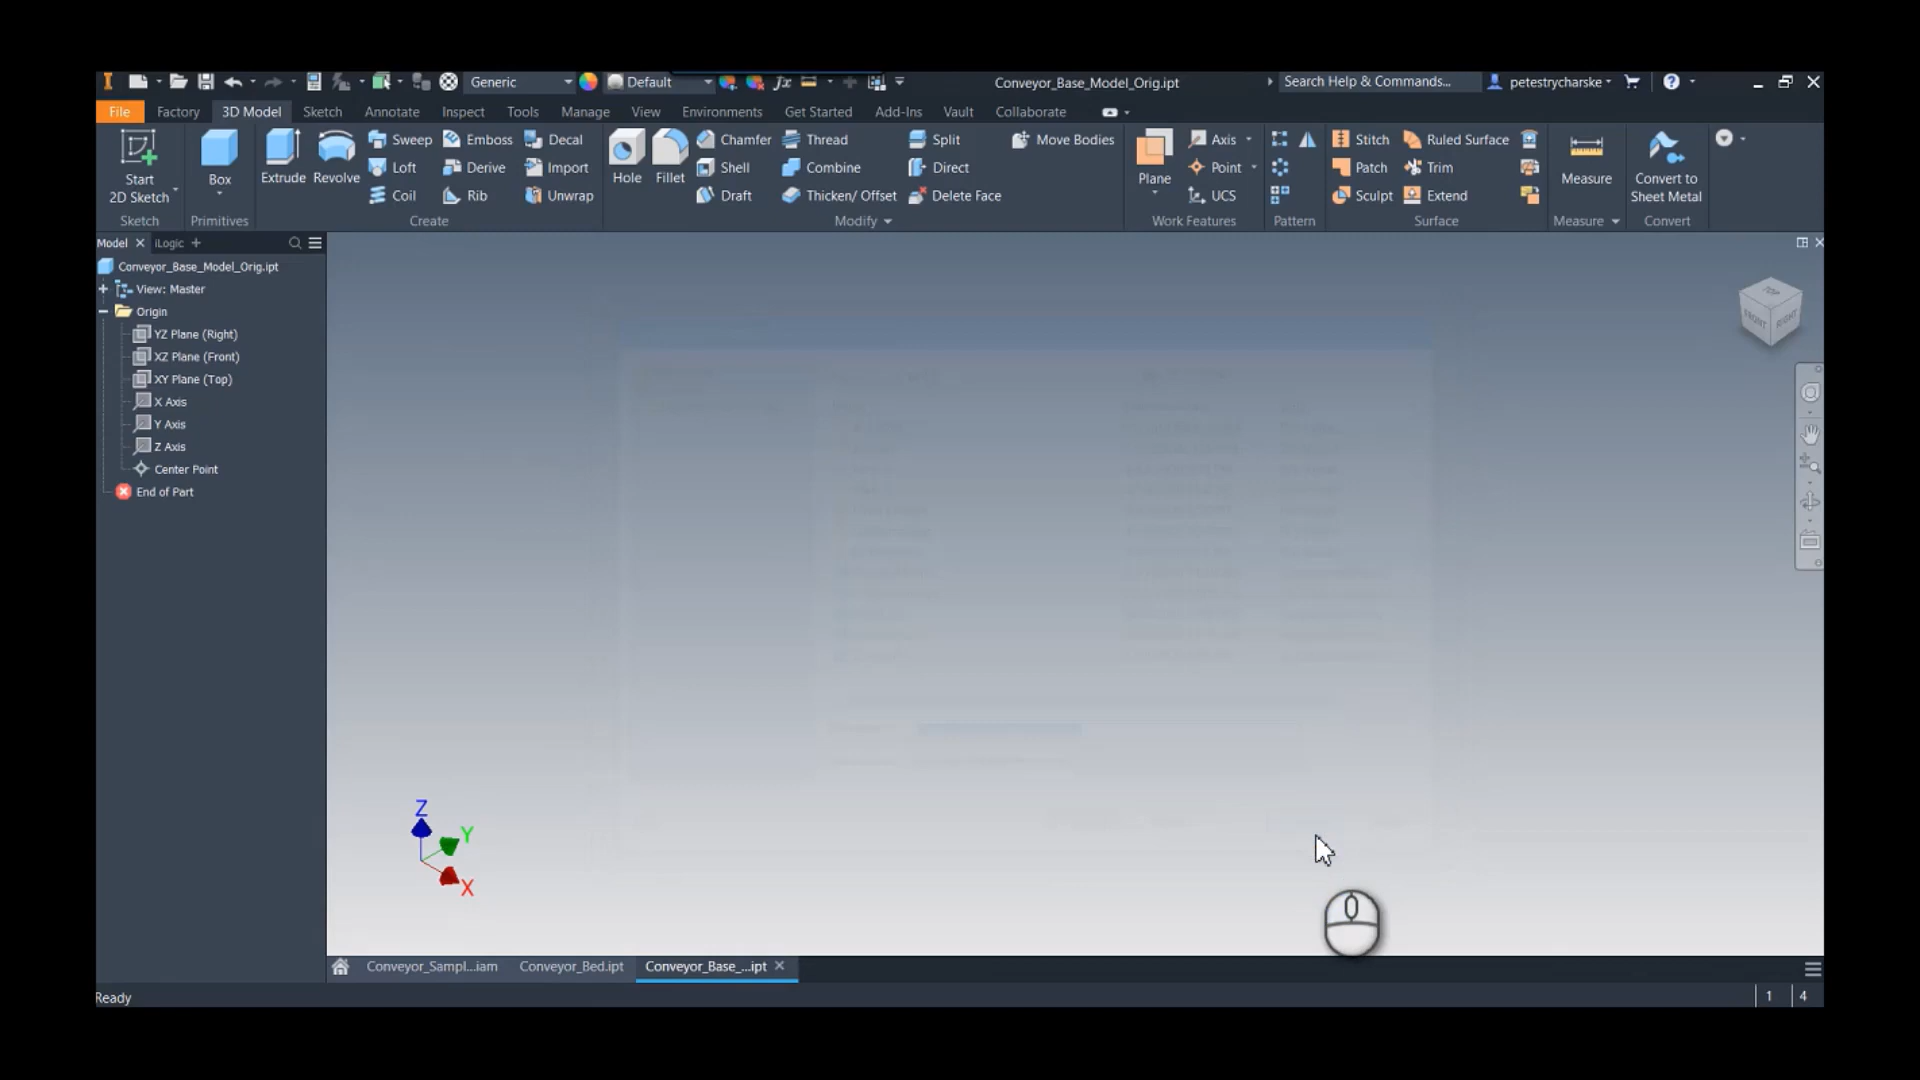 Generic Default Conveyor_Base_Model_Orig.ipt Search Help & Commands... petestrycharske
File Factory 3D Model Sketch Annotate Inspect Tools Manage View Environments Get Started Add-Ins Vault Collaborate
Start 2D Sketch
Box
Extrude Revolve
Sweep Emboss Decal
Loft Derive Import
Coil Rib Unwrap
Hole Fillet
Chamfer Thread Split Move Bodies
Shell Combine Direct
Draft Thicken/ Offset Delete Face
Plane
Axis
Point
UCS
Stitch Ruled Surface
Patch Trim
Sculpt Extend
Measure
Convert to Sheet Metal
Sketch Primitives Create Modify Work Features Pattern Surface Measure Convert
Model iLogic
Conveyor_Base_Model_Orig.ipt
View: Master
Origin
YZ Plane (Right)
XZ Plane (Front)
XY Plane (Top)
X Axis
Y Axis
Z Axis
Center Point
End of Part
TOP
FRONT RIGHT
Z
Y
X
Conveyor_Sampl...iam Conveyor_Bed.ipt Conveyor_Base_...ipt
Ready 1 4